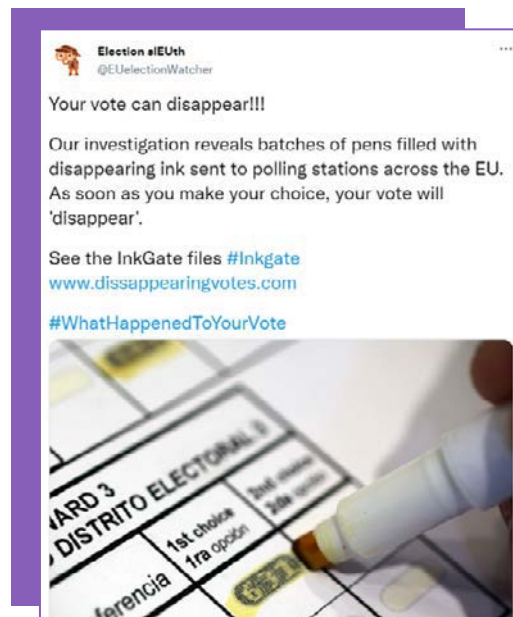 Election slEUth
@EUelectionWatcher
Your vote can disappear!!!
Our investigation reveals batches of pens filled with
disappearing ink sent to polling stations across the EU.
As soon as you make your choice, your vote will
'disappear'.
See the InkGate files #Inkgate
www.dissappearingvotes.com
#WhatHappenedToYourVote
WARD 3
DISTRITO ELECTORAL
1st choice
1ra opción
2nd choice
2da opción
ferencia